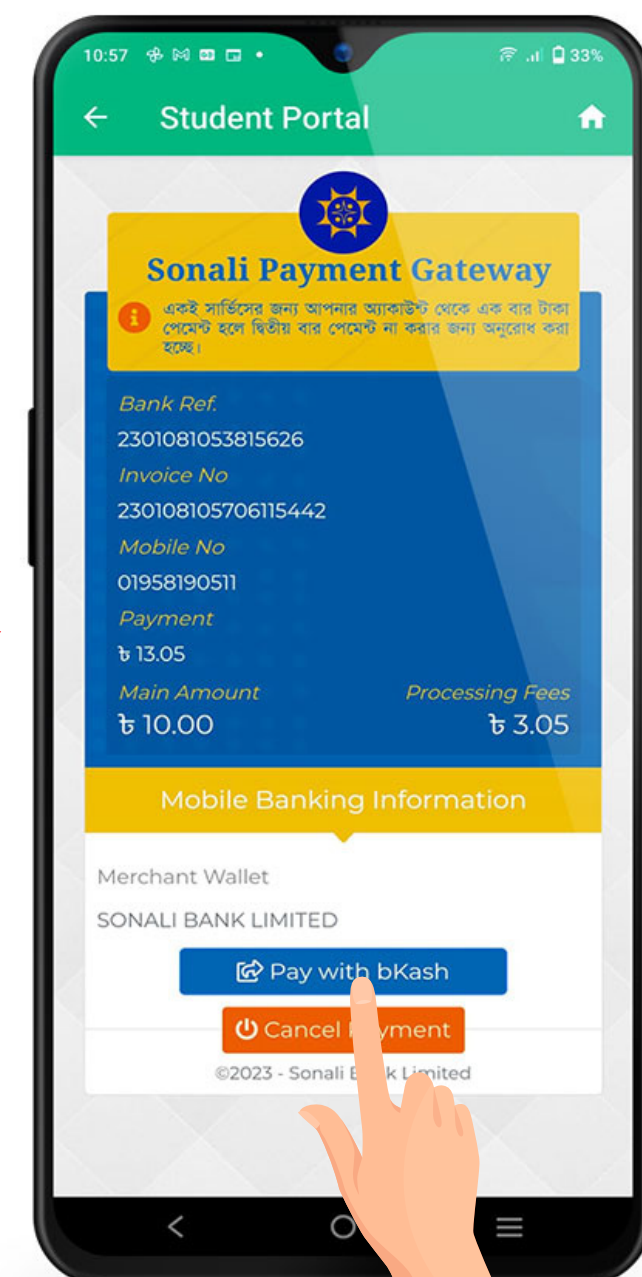 10:57
33%
Student Portal
Sonali Payment Gateway
একই সার্ভিসের জন্য আপনার অ্যাকাউন্ট থেকে এক বার টাকা
পেমেন্ট হলে দ্বিতীয় বার পেমেন্ট না করার জন্য অনুরোধ করা
হচ্ছে।
Bank Ref.
2301081053815626
Invoice No
230108105706115442
Mobile No
01958190511
Payment
৳ 13.05
Main Amount Processing Fees
৳ 10.00 ৳ 3.05
Mobile Banking Information
Merchant Wallet
SONALI BANK LIMITED
Pay with bKash
Cancel
©2023 - Sonali Limited